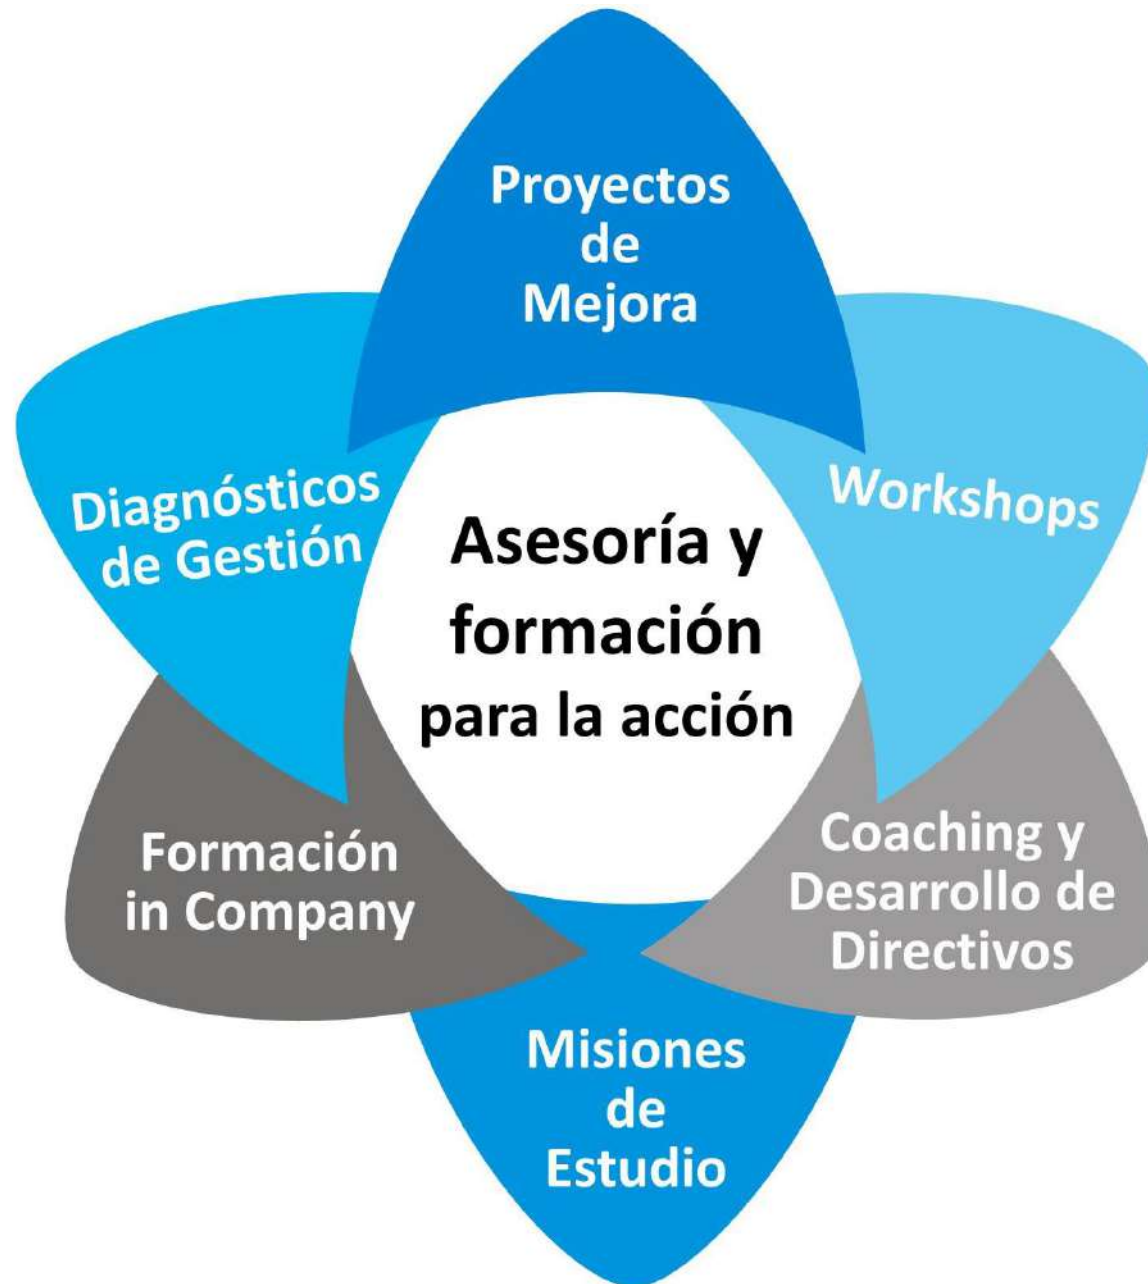 Proyectos
de
Mejora
Diagnósticos
de Gestión
Workshops
Asesoría y
formación
para la acción
Formación
in Company
Coaching y
Desarrollo de
Directivos
Misiones
de
Estudio